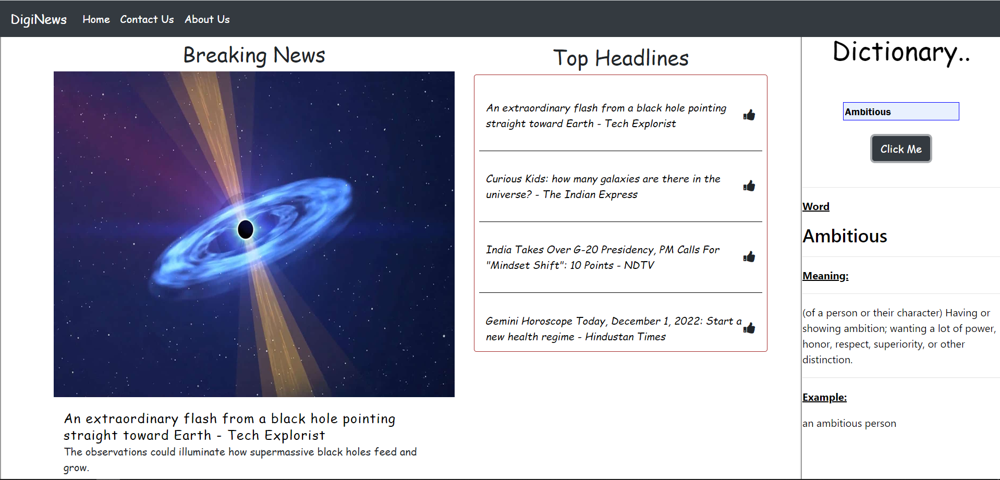 DigiNews Home Contact Us About Us
Breaking News
An extraordinary flash from a black hole pointing
straight toward Earth - Tech Explorist
The observations could illuminate how supermassive black holes feed and
grow.
Top Headlines
An extraordinary flash from a black hole pointing
straight toward Earth - Tech Explorist
Curious Kids: how many galaxies are there in the
universe? - The Indian Express
India Takes Over G-20 Presidency, PM Calls For
"Mindset Shift": 10 Points - NDTV
Gemini Horoscope Today, December 1, 2022: Start a
new health regime - Hindustan Times
Dictionary..
Ambitious
Click Me
Word
Ambitious
Meaning:
(of a person or their character) Having or
showing ambition; wanting a lot of power,
honor, respect, superiority, or other
distinction.
Example:
an ambitious person